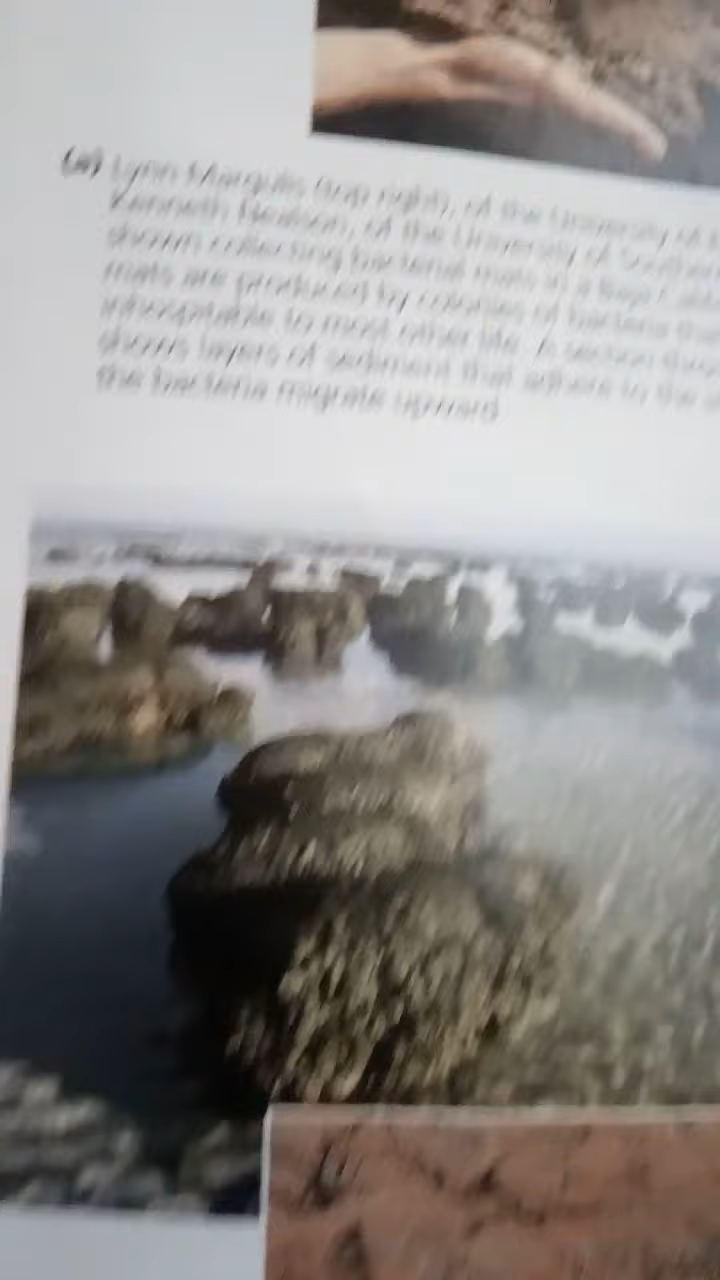 (a) Lynn Margulis (top right), of the University of
Kenneth Nealson, of the University of Southern
shown collecting bacterial mats in a Baja
mats are produced by colonies of bacteria
inhospitable to most other life. A section
shows layers of sediment that adhere to the
the bacteria migrate upward.